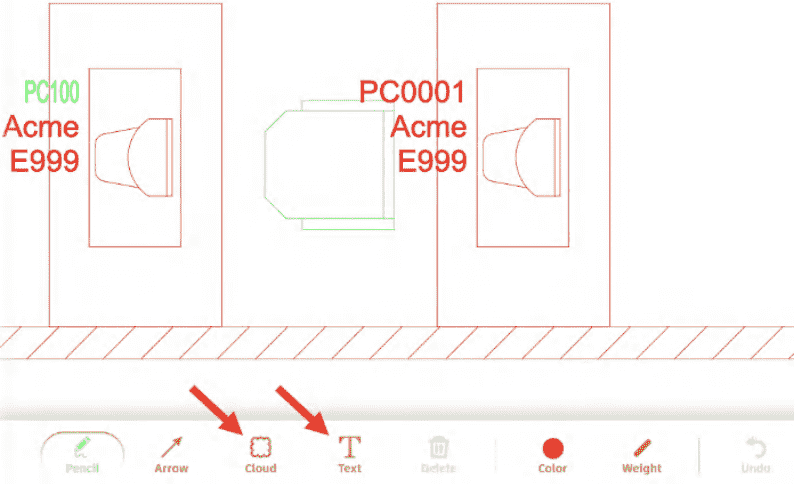 PC100
Acme
E999
PC0001
Acme
E999
Pencil
Arrow
Cloud
Text
Delete
Color
Weight
Undo